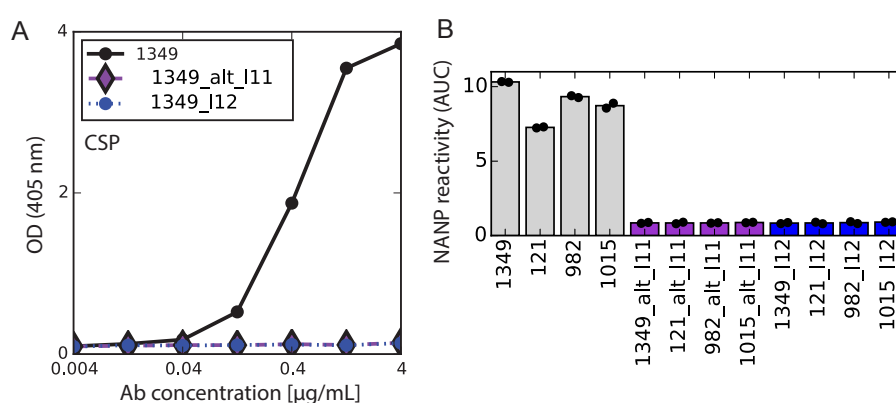 A
4
1349
1349_alt_l11
1349_l12
CSP
2
0
OD (405 nm)
0.004
0.04
0.4
4
Ab concentration [µg/mL]
B
10
5
0
NANP reactivity (AUC)
1349
121
982
1015
1349_alt_l11
121_alt_l11
982_alt_l11
1015_alt_l11
1349_l12
121_l12
982_l12
1015_l12